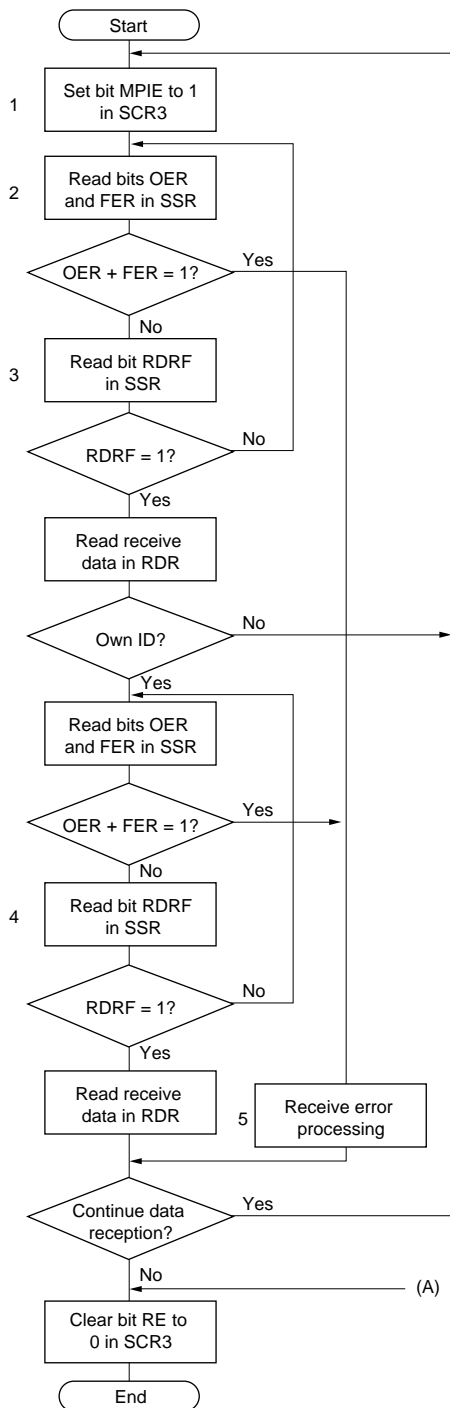 Start
1
Set bit MPIE to 1
in SCR3
2
Read bits OER
and FER in SSR
OER + FER = 1?
Yes
No
3
Read bit RDRF
in SSR
RDRF = 1?
No
Yes
Read receive
data in RDR
Own ID?
No
Yes
Read bits OER
and FER in SSR
OER + FER = 1?
Yes
No
4
Read bit RDRF
in SSR
RDRF = 1?
No
Yes
Read receive
data in RDR
5
Receive error
processing
Continue data
reception?
Yes
No
(A)
Clear bit RE to
0 in SCR3
End